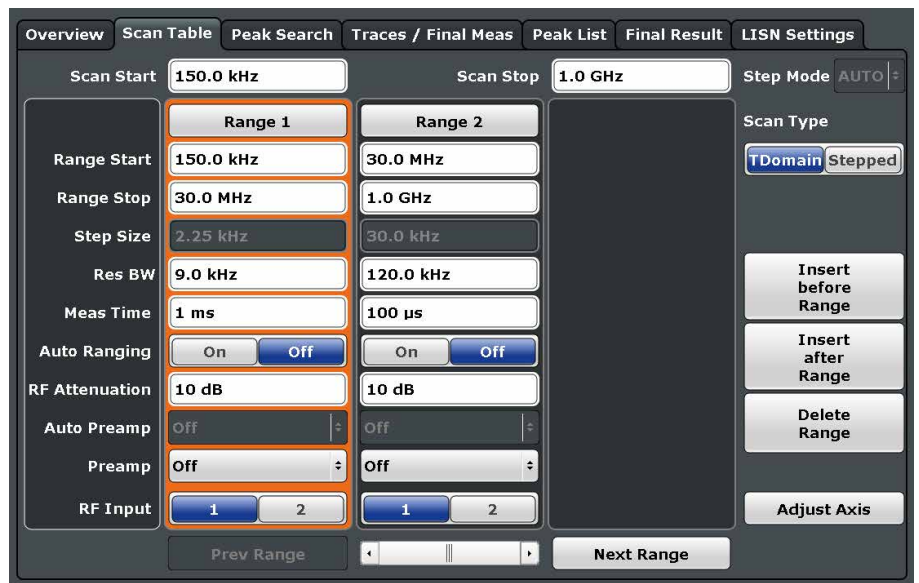 Overview Scan Table Peak Search Traces / Final Meas Peak List Final Result LISN Settings
Scan Start 150.0 kHz Scan Stop 1.0 GHz Step Mode AUTO
Range 1 Range 2 Scan Type
Range Start 150.0 kHz 30.0 MHz TDomain Stepped
Range Stop 30.0 MHz 1.0 GHz
Step Size 2.25 kHz 30.0 kHz
Res BW 9.0 kHz 120.0 kHz
Insert
before
Range
Meas Time 1 ms 100 µs
Auto Ranging On Off On Off
Insert
after
Range
RF Attenuation 10 dB 10 dB
Auto Preamp Off Off
Delete
Range
Preamp Off Off
RF Input 1 2 1 2 Adjust Axis
Prev Range Next Range